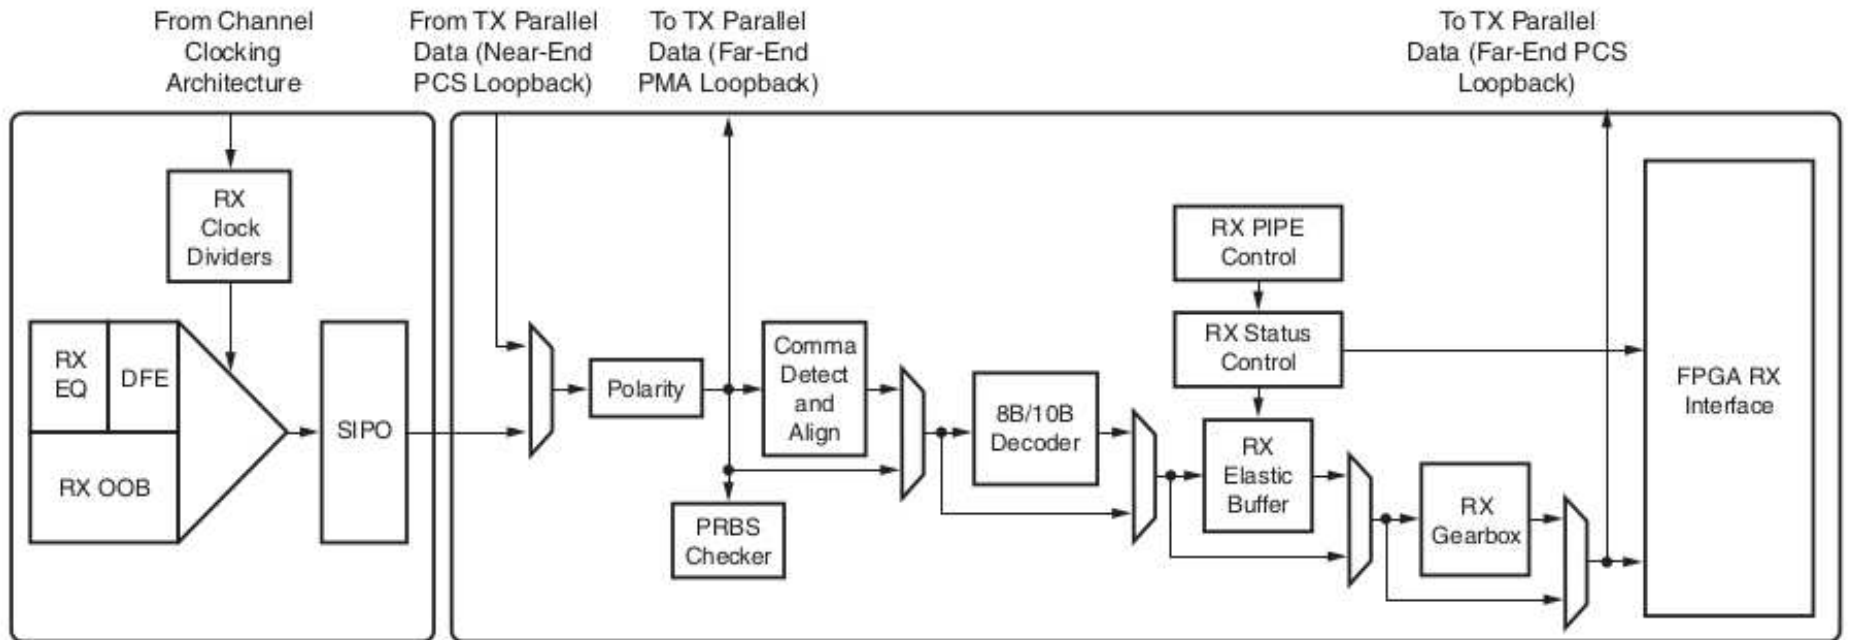 From Channel
Clocking
Architecture
From TX Parallel
Data (Near-End
PCS Loopback)
To TX Parallel
Data (Far-End
PMA Loopback)
To TX Parallel
Data (Far-End PCS
Loopback)
RX
Clock
Dividers
RX
EQ
DFE
RX OOB
SIPO
Polarity
Comma
Detect
and
Align
PRBS
Checker
8B/10B
Decoder
RX PIPE
Control
RX Status
Control
RX
Elastic
Buffer
RX
Gearbox
FPGA RX
Interface